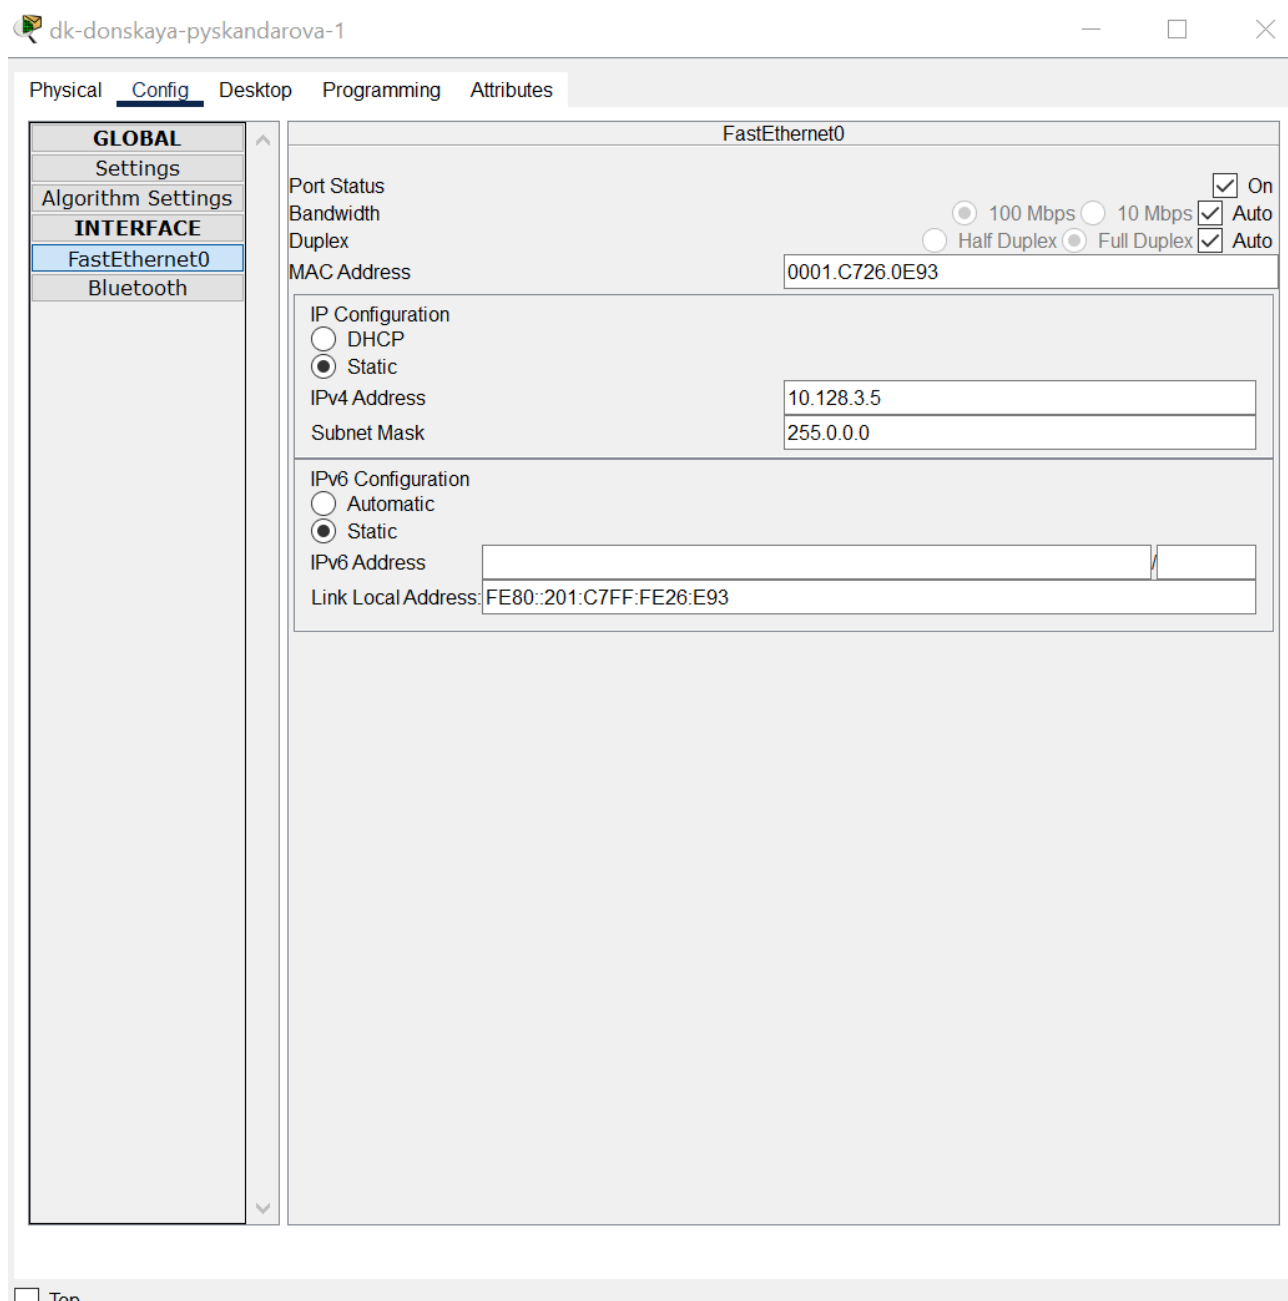 dk-donskaya-pyskandarova-1
Physical Config Desktop Programming Attributes
GLOBAL
Settings
Algorithm Settings
INTERFACE
FastEthernet0
Bluetooth
FastEthernet0
Port Status On
Bandwidth 100 Mbps 10 Mbps Auto
Duplex Half Duplex Full Duplex Auto
MAC Address 0001.C726.0E93
IP Configuration
DHCP
Static
IPv4 Address 10.128.3.5
Subnet Mask 255.0.0.0
IPv6 Configuration
Automatic
Static
IPv6 Address /
Link Local Address: FE80::201:C7FF:FE26:E93
Top